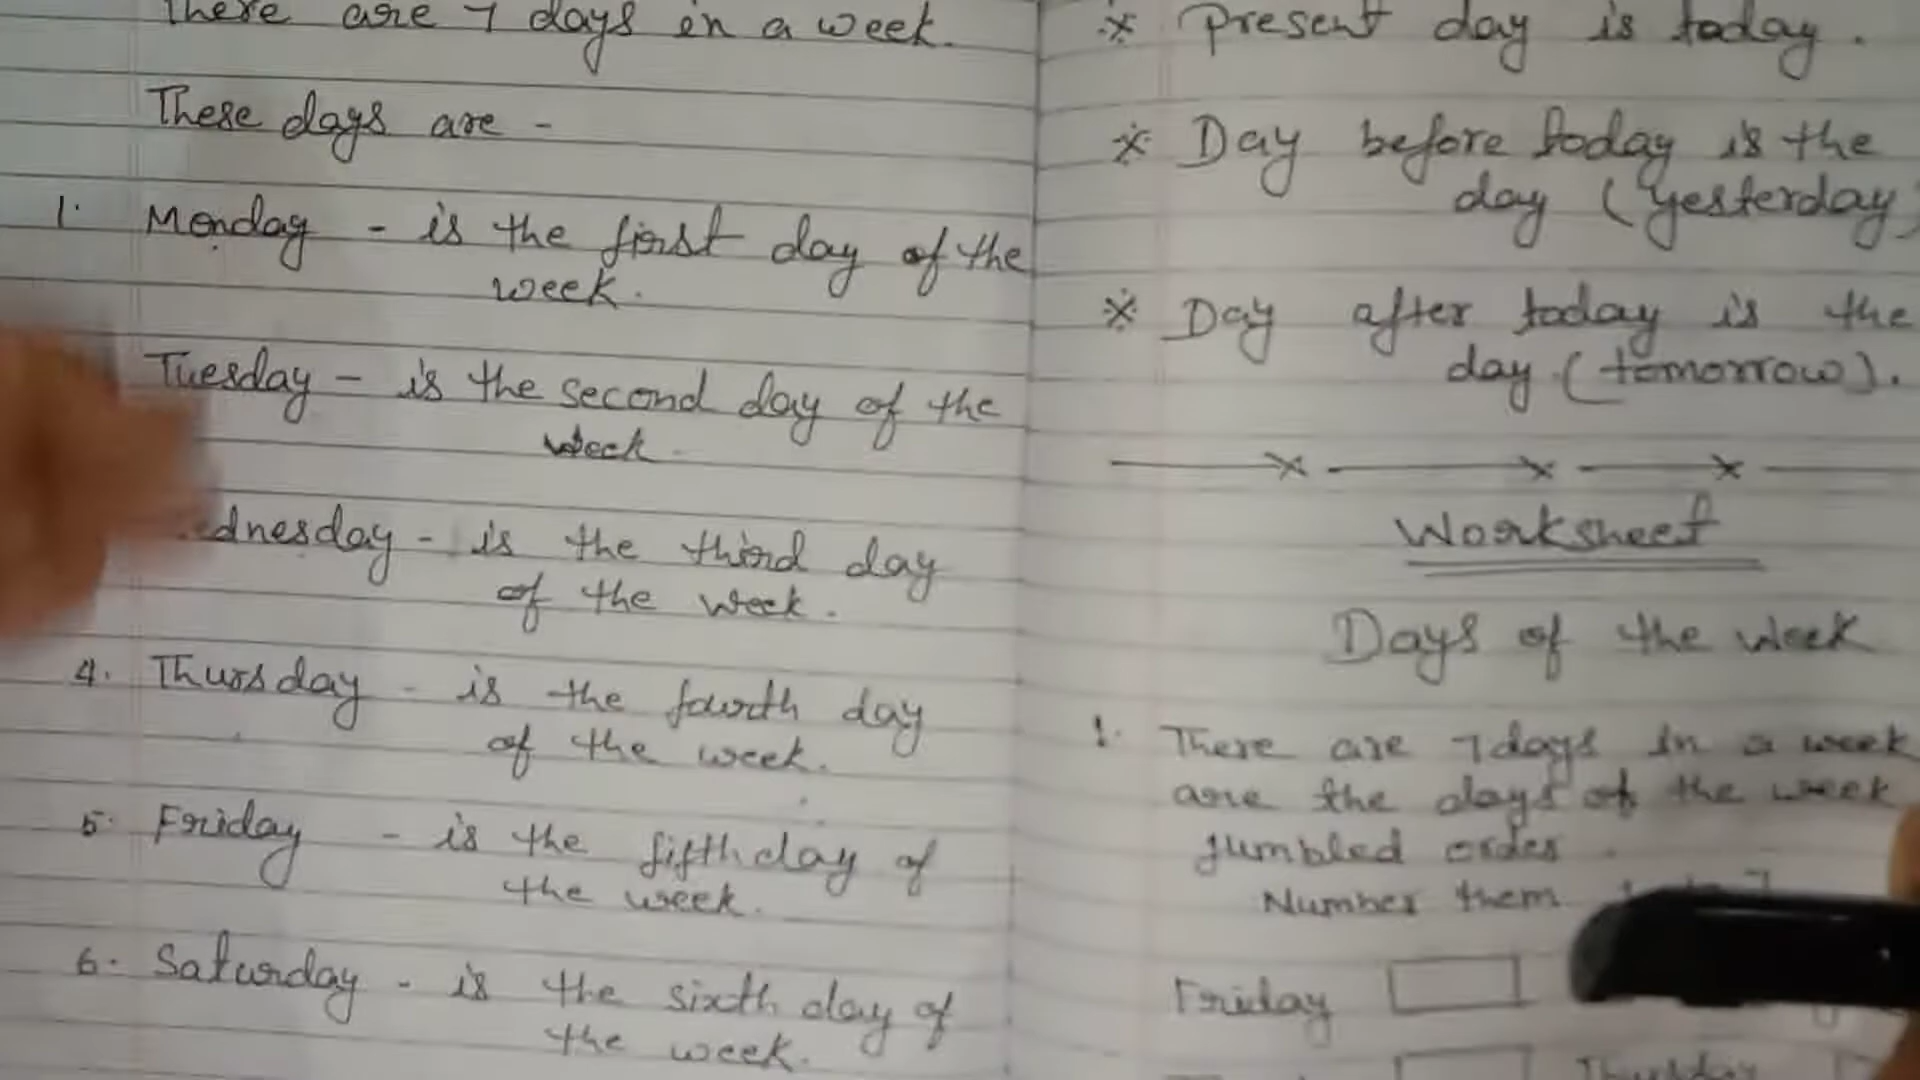 There are 7 days in a week.
These days are -
1. Monday - is the first day of the
week.
Tuesday - is the second day of the
week.
dnesday - is the third day
of the week.
4. Thursday - is the fourth day
of the week.
5. Friday - is the fifth day of
the week.
6. Saturday - is the sixth day of
the week.
* Present day is today.
* Day before today is the
day (yesterday)
* Day after today is the
day (tomorrow).
Worksheet
Days of the week
1. There are 7 days in a week
are the days of the week
jumbled order.
Number them
Friday
Thursday